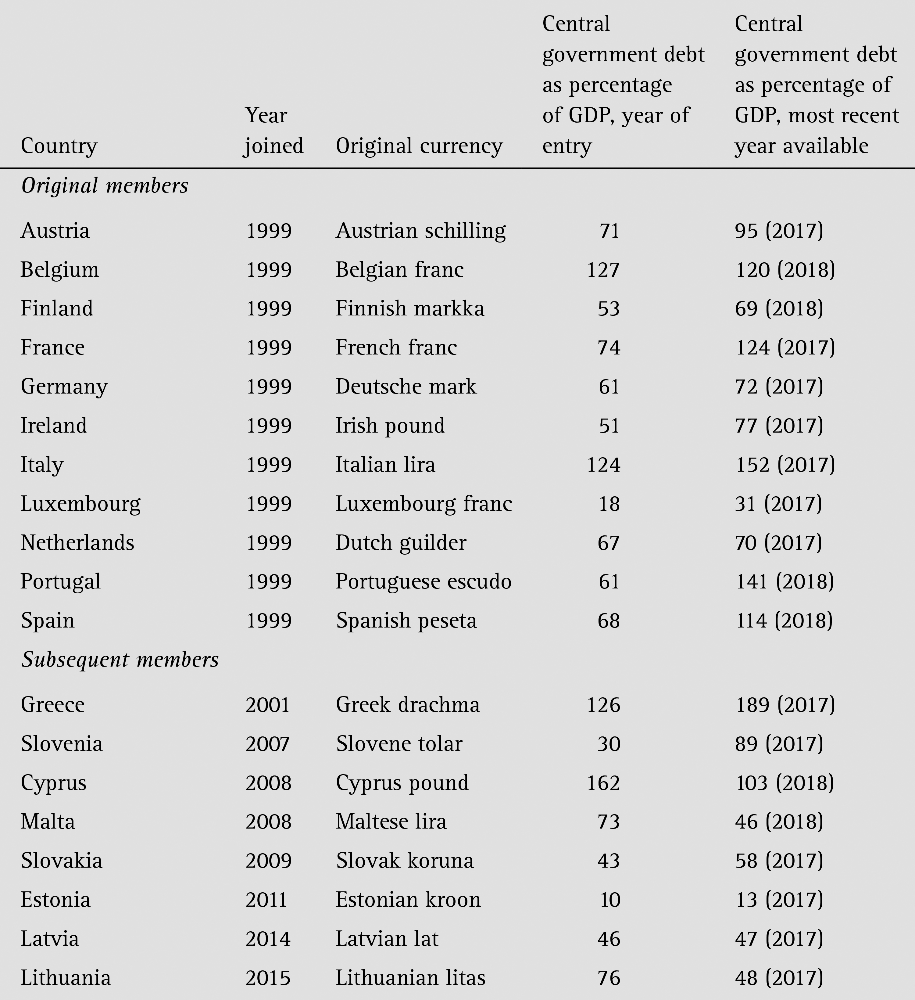 Country Year joined Original currency Central government debt as percentage of GDP, year of entry Central government debt as percentage of GDP, most recent year available
Original members
Austria 1999 Austrian schilling 71 95 (2017)
Belgium 1999 Belgian franc 127 120 (2018)
Finland 1999 Finnish markka 53 69 (2018)
France 1999 French franc 74 124 (2017)
Germany 1999 Deutsche mark 61 72 (2017)
Ireland 1999 Irish pound 51 77 (2017)
Italy 1999 Italian lira 124 152 (2017)
Luxembourg 1999 Luxembourg franc 18 31 (2017)
Netherlands 1999 Dutch guilder 67 70 (2017)
Portugal 1999 Portuguese escudo 61 141 (2018)
Spain 1999 Spanish peseta 68 114 (2018)
Subsequent members
Greece 2001 Greek drachma 126 189 (2017)
Slovenia 2007 Slovene tolar 30 89 (2017)
Cyprus 2008 Cyprus pound 162 103 (2018)
Malta 2008 Maltese lira 73 46 (2018)
Slovakia 2009 Slovak koruna 43 58 (2017)
Estonia 2011 Estonian kroon 10 13 (2017)
Latvia 2014 Latvian lat 46 47 (2017)
Lithuania 2015 Lithuanian litas 76 48 (2017)